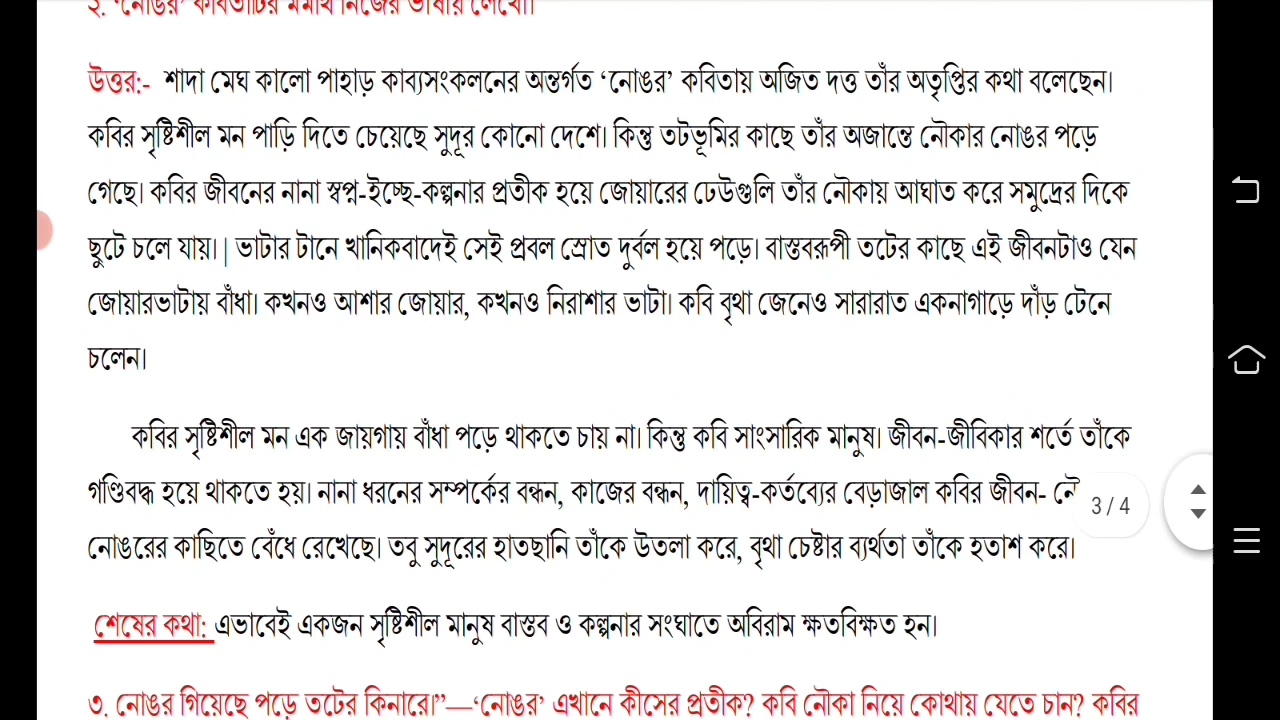 ২. ‘নোঙর’ কবিতাটির মর্মার্থ নিজের ভাষায় লেখো।
উত্তর:- শাদা মেঘ কালো পাহাড় কাব্যসংকলনের অন্তর্গত ‘নোঙর’ কবিতায় অজিত দত্ত তাঁর অতৃপ্তির কথা বলেছেন।
কবির সৃষ্টিশীল মন পাড়ি দিতে চেয়েছে সুদূর কোনো দেশে। কিন্তু তটভূমির কাছে তাঁর অজান্তে নৌকার নোঙর পড়ে
গেছে। কবির জীবনের নানা স্বপ্ন-ইচ্ছে-কল্পনার প্রতীক হয়ে জোয়ারের ঢেউগুলি তাঁর নৌকায় আঘাত করে সমুদ্রের দিকে
ছুটে চলে যায়।| ভাটার টানে খানিকবাদেই সেই প্রবল স্রোত দুর্বল হয়ে পড়ে। বাস্তবরূপী তটের কাছে এই জীবনটাও যেন
জোয়ারভাটায় বাঁধা। কখনও আশার জোয়ার, কখনও নিরাশার ভাটা। কবি বৃথা জেনেও সারারাত একনাগাড়ে দাঁড় টেনে
চলেন।
কবির সৃষ্টিশীল মন এক জায়গায় বাঁধা পড়ে থাকতে চায় না। কিন্তু কবি সাংসারিক মানুষ। জীবন-জীবিকার শর্তে তাঁকে
গণ্ডিবদ্ধ হয়ে থাকতে হয়। নানা ধরনের সম্পর্কের বন্ধন, কাজের বন্ধন, দায়িত্ব-কর্তব্যের বেড়াজাল কবির জীবন-
3 / 4
নোঙরের কাছিতে বেঁধে রেখেছে। তবু সুদূরের হাতছানি তাঁকে উতলা করে, বৃথা চেষ্টার ব্যর্থতা তাঁকে হতাশ করে।
শেষের কথা: এভাবেই একজন সৃষ্টিশীল মানুষ বাস্তব ও কল্পনার সংঘাতে অবিরাম ক্ষতবিক্ষত হন।
৩. নোঙর গিয়েছে পড়ে তটের কিনারে।”—‘নোঙর’ এখানে কীসের প্রতীক? কবি নৌকা নিয়ে কোথায় যেতে চান? কবির